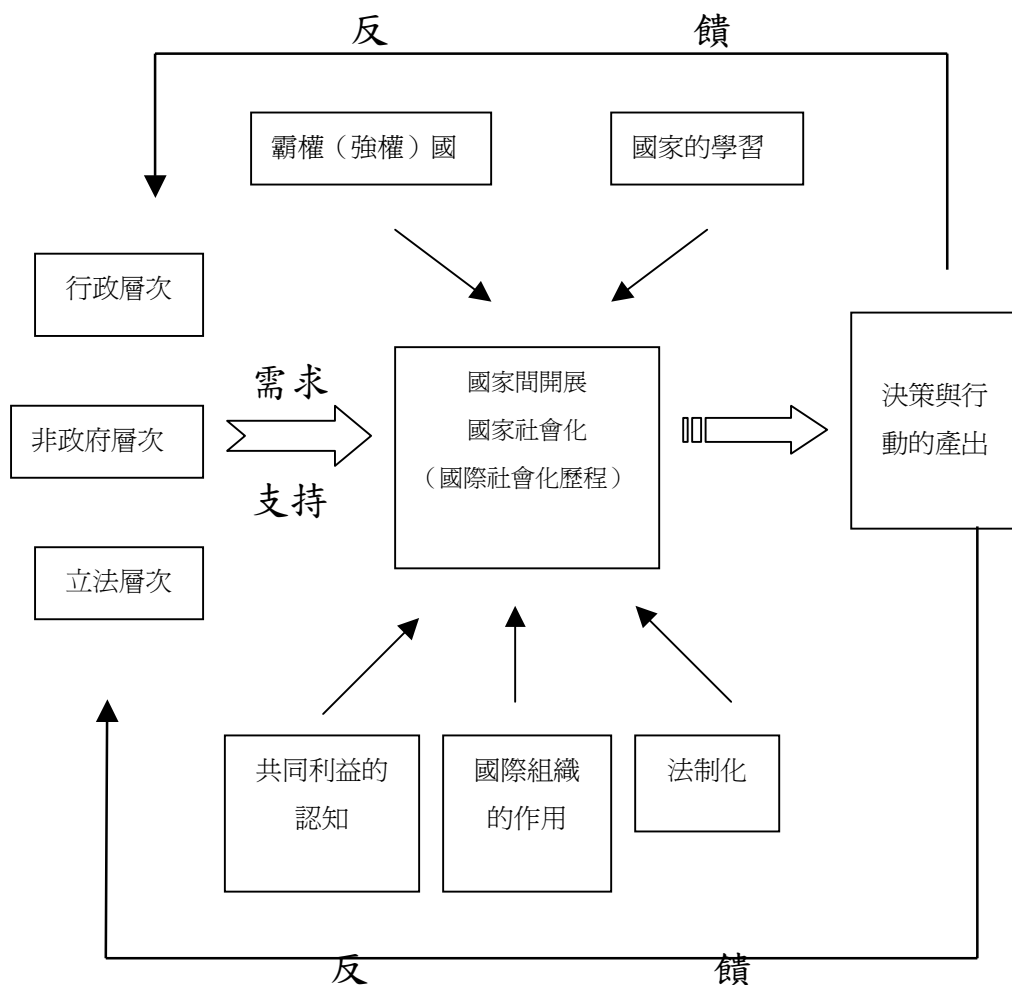 反 饋
霸權（強權）國
國家的學習
行政層次
非政府層次
立法層次
需求
支持
國家間開展
國家社會化
（國際社會化歷程）
決策與行
動的產出
共同利益的
認知
國際組織
的作用
法制化
反 饋